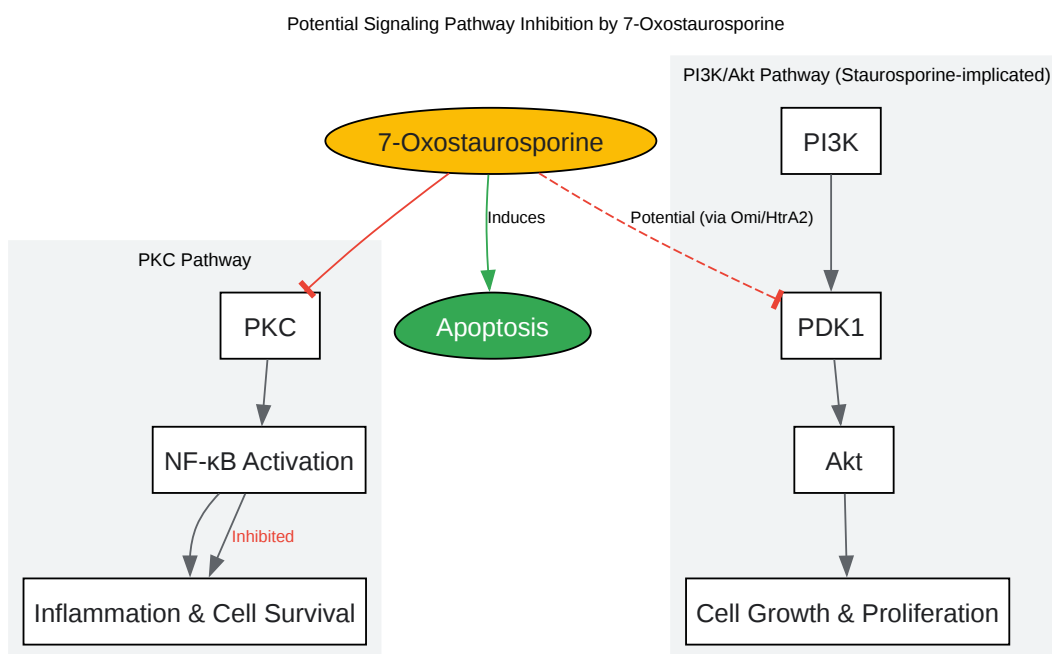 Potential Signaling Pathway Inhibition by 7-Oxostaurosporine
PI3K/Akt Pathway (Staurosporine-implicated)
7-Oxostaurosporine
PI3K
Induces
Potential (via Omi/HtrA2)
PKC Pathway
PKC
Apoptosis
PDK1
NF-κB Activation
Akt
Inhibited
Inflammation & Cell Survival
Cell Growth & Proliferation